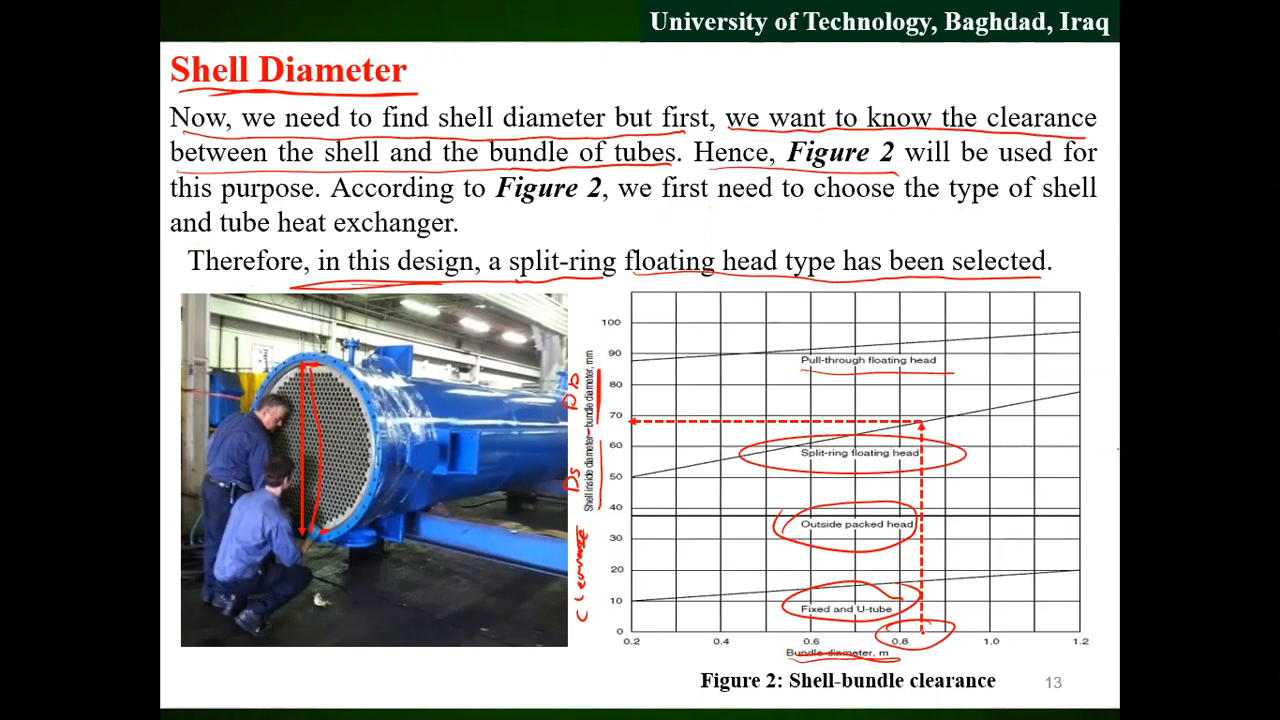 University of Technology, Baghdad, Iraq
Shell Diameter
Now, we need to find shell diameter but first, we want to know the clearance
between the shell and the bundle of tubes. Hence, Figure 2 will be used for
this purpose. According to Figure 2, we first need to choose the type of shell
and tube heat exchanger.
Therefore, in this design, a split-ring floating head type has been selected.
Clearance
Ds
Db
Shell inside diameter – bundle diameter, mm
100
90
80
70
60
50
40
30
20
10
0
Pull-through floating head
Split-ring floating head
Outside packed head
Fixed and U-tube
0.2 0.4 0.6 0.8 1.0 1.2
Bundle diameter, m
Figure 2: Shell-bundle clearance
13